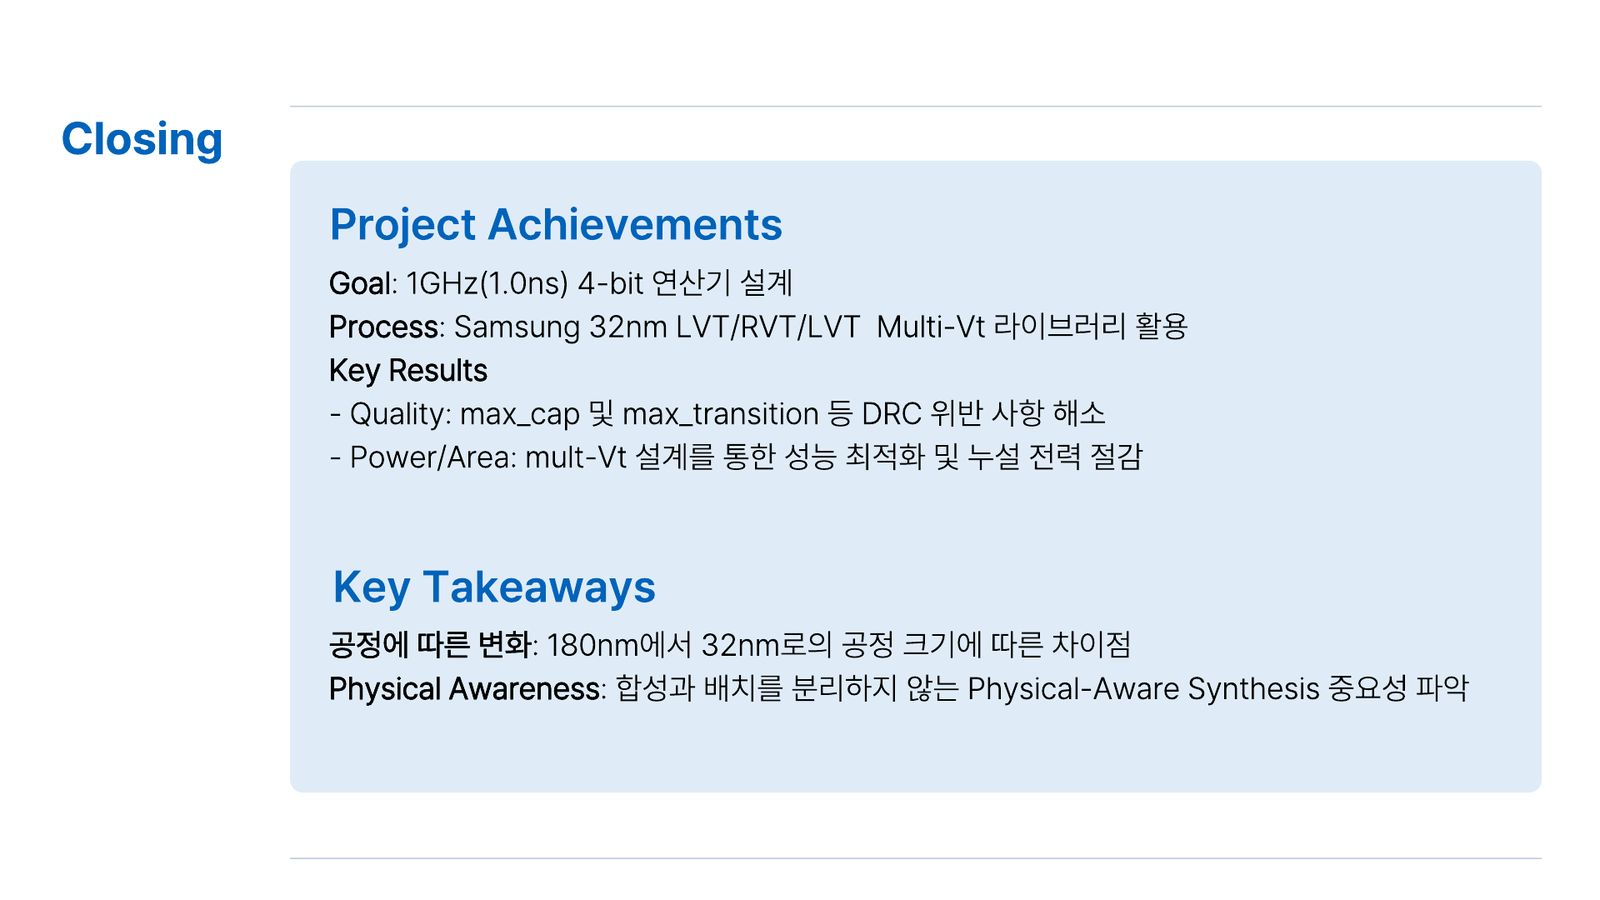 Closing
Project Achievements
Goal: 1GHz(1.0ns) 4-bit 연산기 설계
Process: Samsung 32nm LVT/RVT/LVT  Multi-Vt 라이브러리 활용
Key Results
- Quality: max_cap 및 max_transition 등 DRC 위반 사항 해소
- Power/Area: mult-Vt 설계를 통한 성능 최적화 및 누설 전력 절감
Key Takeaways
공정에 따른 변화: 180nm에서 32nm로의 공정 크기에 따른 차이점
Physical Awareness: 합성과 배치를 분리하지 않는 Physical-Aware Synthesis 중요성 파악